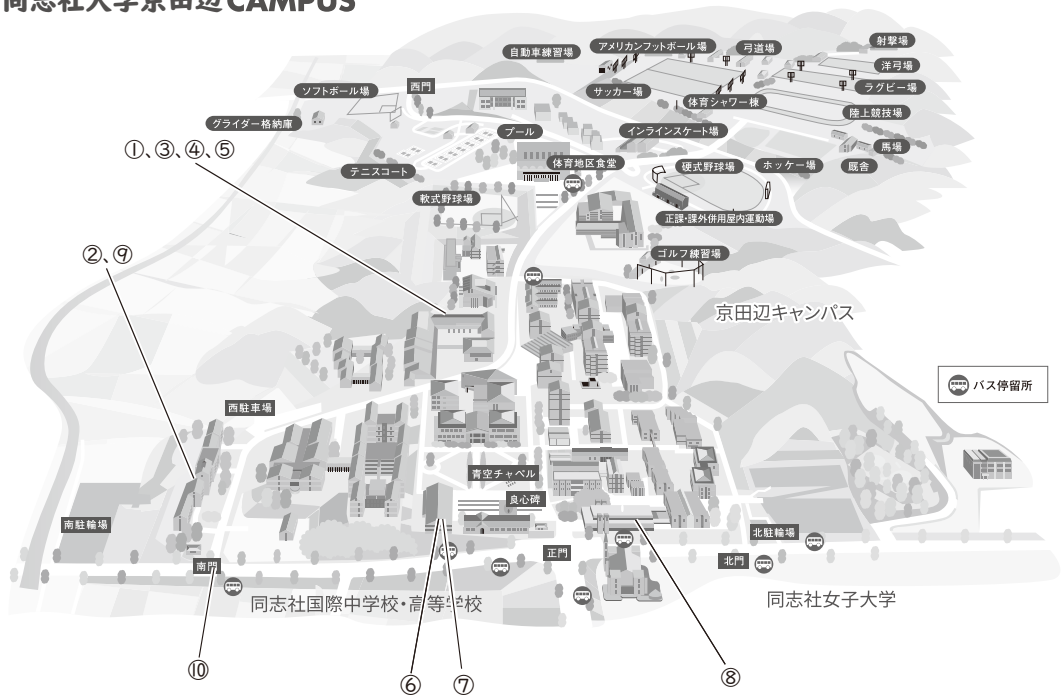 同志社大学京田辺CAMPUS
自動車練習場
アメリカンフットボール場
弓道場
射撃場
洋弓場
ラグビー場
ソフトボール場
西門
サッカー場
体育シャワー棟
陸上競技場
グライダー格納庫
プール
インラインスケート場
馬場
①、③、④、⑤
テニスコート
体育地区食堂
硬式野球場
ホッケー場
厩舎
軟式野球場
正課・課外併用屋内運動場
②、⑨
ゴルフ練習場
京田辺キャンパス
バス停留所
西駐車場
青空チャペル
良心碑
南駐輪場
北駐輪場
正門
北門
南門
同志社国際中学校・高等学校
同志社女子大学
⑩
⑥
⑦
⑧